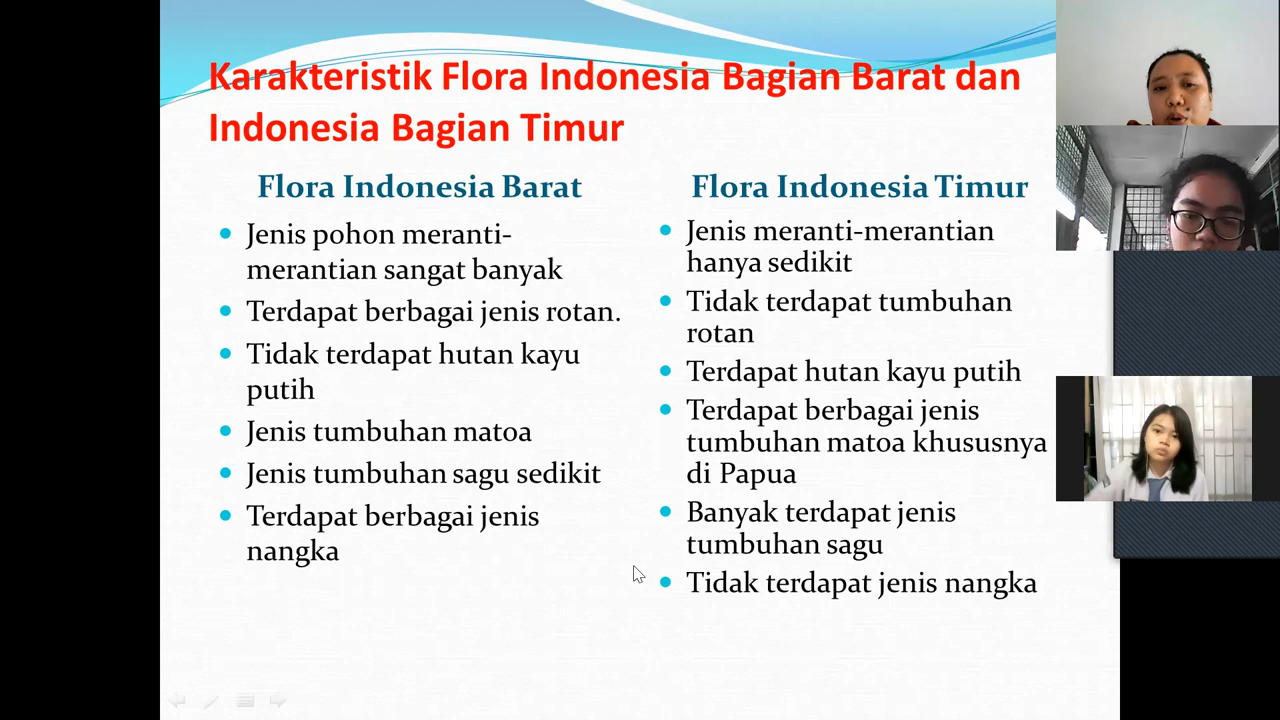 Karakteristik Flora Indonesia Bagian Barat dan
Indonesia Bagian Timur
Flora Indonesia Barat
Jenis pohon meranti-
merantian sangat banyak
Terdapat berbagai jenis rotan.
Tidak terdapat hutan kayu
putih
Jenis tumbuhan matoa
Jenis tumbuhan sagu sedikit
Terdapat berbagai jenis
nangka
Flora Indonesia Timur
Jenis meranti-merantian
hanya sedikit
Tidak terdapat tumbuhan
rotan
Terdapat hutan kayu putih
Terdapat berbagai jenis
tumbuhan matoa khususnya
di Papua
Banyak terdapat jenis
tumbuhan sagu
Tidak terdapat jenis nangka